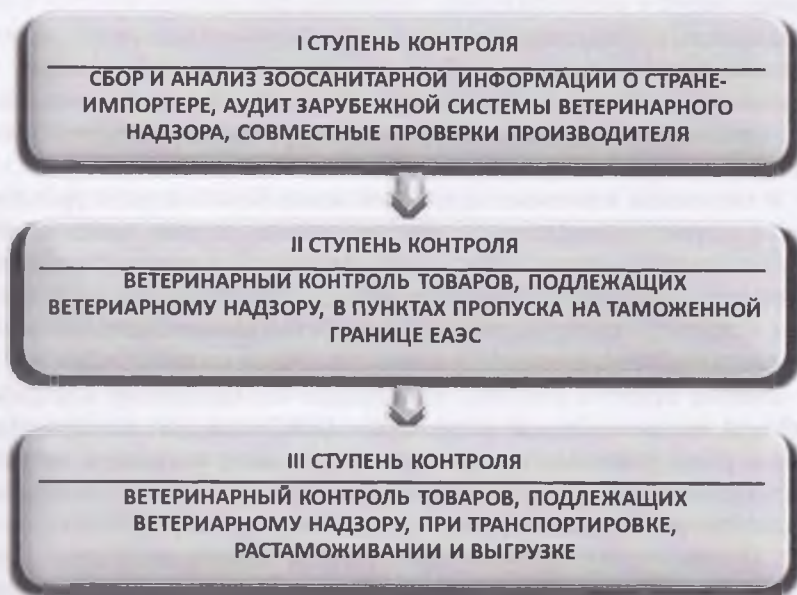 I СТУПЕНЬ КОНТРОЛЯ
СБОР И АНАЛИЗ ЗООСАНИТАРНОЙ ИНФОРМАЦИИ О СТРАНЕ-
ИМПОРТЕРЕ, АУДИТ ЗАРУБЕЖНОЙ СИСТЕМЫ ВЕТЕРИНАРНОГО
НАДЗОРА, СОВМЕСТНЫЕ ПРОВЕРКИ ПРОИЗВОДИТЕЛЯ
II СТУПЕНЬ КОНТРОЛЯ
ВЕТЕРИНАРНЫЙ КОНТРОЛЬ ТОВАРОВ, ПОДЛЕЖАЩИХ
ВЕТЕРИАРНОМУ НАДЗОРУ, В ПУНКТАХ ПРОПУСКА НА ТАМОЖЕННОЙ
ГРАНИЦЕ ЕАЭС
III СТУПЕНЬ КОНТРОЛЯ
ВЕТЕРИНАРНЫЙ КОНТРОЛЬ ТОВАРОВ, ПОДЛЕЖАЩИХ
ВЕТЕРИАРНОМУ НАДЗОРУ, ПРИ ТРАНСПОРТИРОВКЕ,
РАСТАМОЖИВАНИИ И ВЫГРУЗКЕ